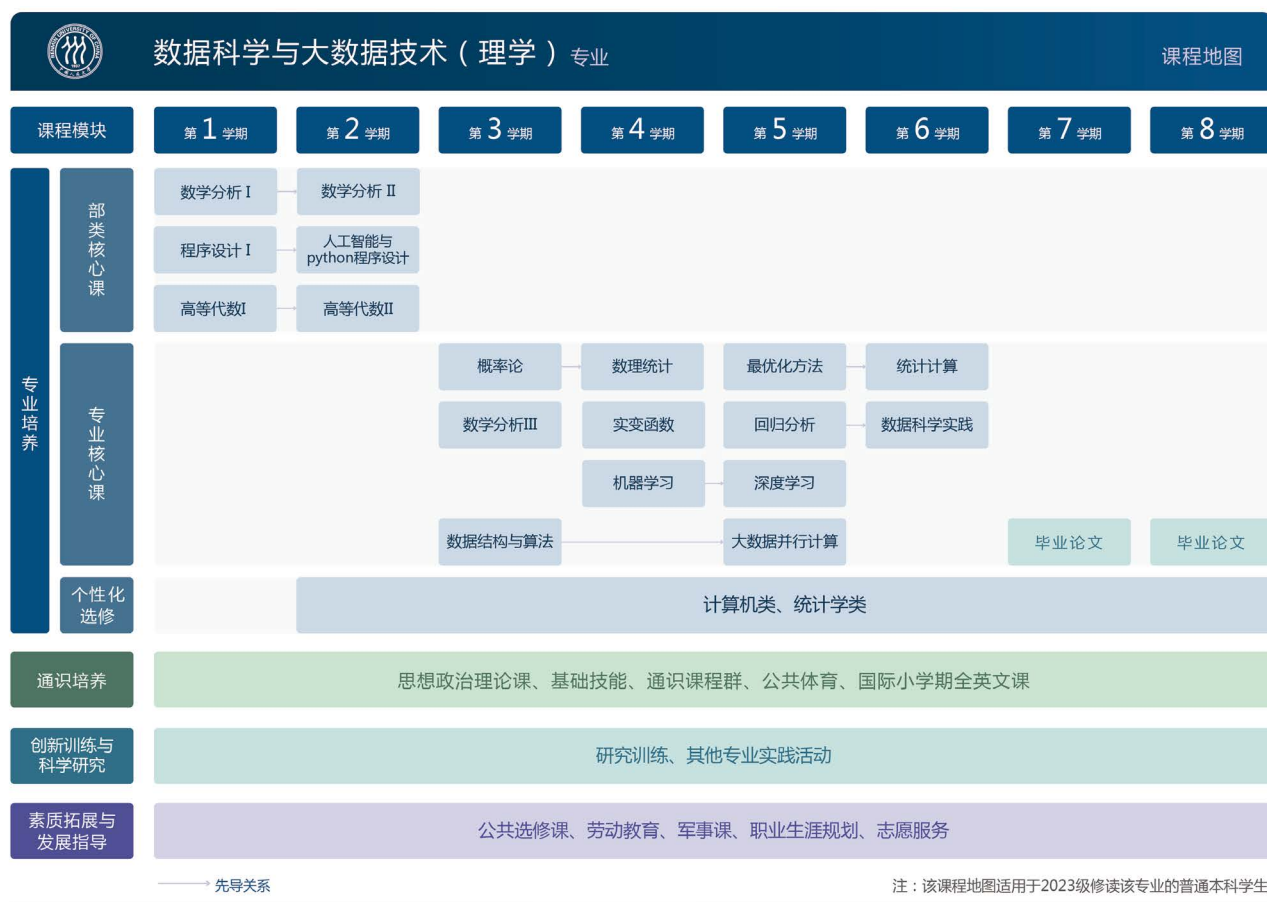 数据科学与大数据技术（理学）专业
课程地图
课程模块
第1学期
第2学期
第3学期
第4学期
第5学期
第6学期
第7学期
第8学期
专业培养
部类核心课
数学分析 I
数学分析 II
程序设计 I
人工智能与
python程序设计
高等代数I
高等代数II
专业核心课
概率论
数理统计
最优化方法
统计计算
数学分析III
实变函数
回归分析
数据科学实践
机器学习
深度学习
数据结构与算法
大数据并行计算
毕业论文
毕业论文
个性化
选修
计算机类、统计学类
通识培养
思想政治理论课、基础技能、通识课程群、公共体育、国际小学期全英文课
创新训练与
科学研究
研究训练、其他专业实践活动
素质拓展与
发展指导
公共选修课、劳动教育、军事课、职业生涯规划、志愿服务
先导关系
注：该课程地图适用于2023级修读该专业的普通本科学生